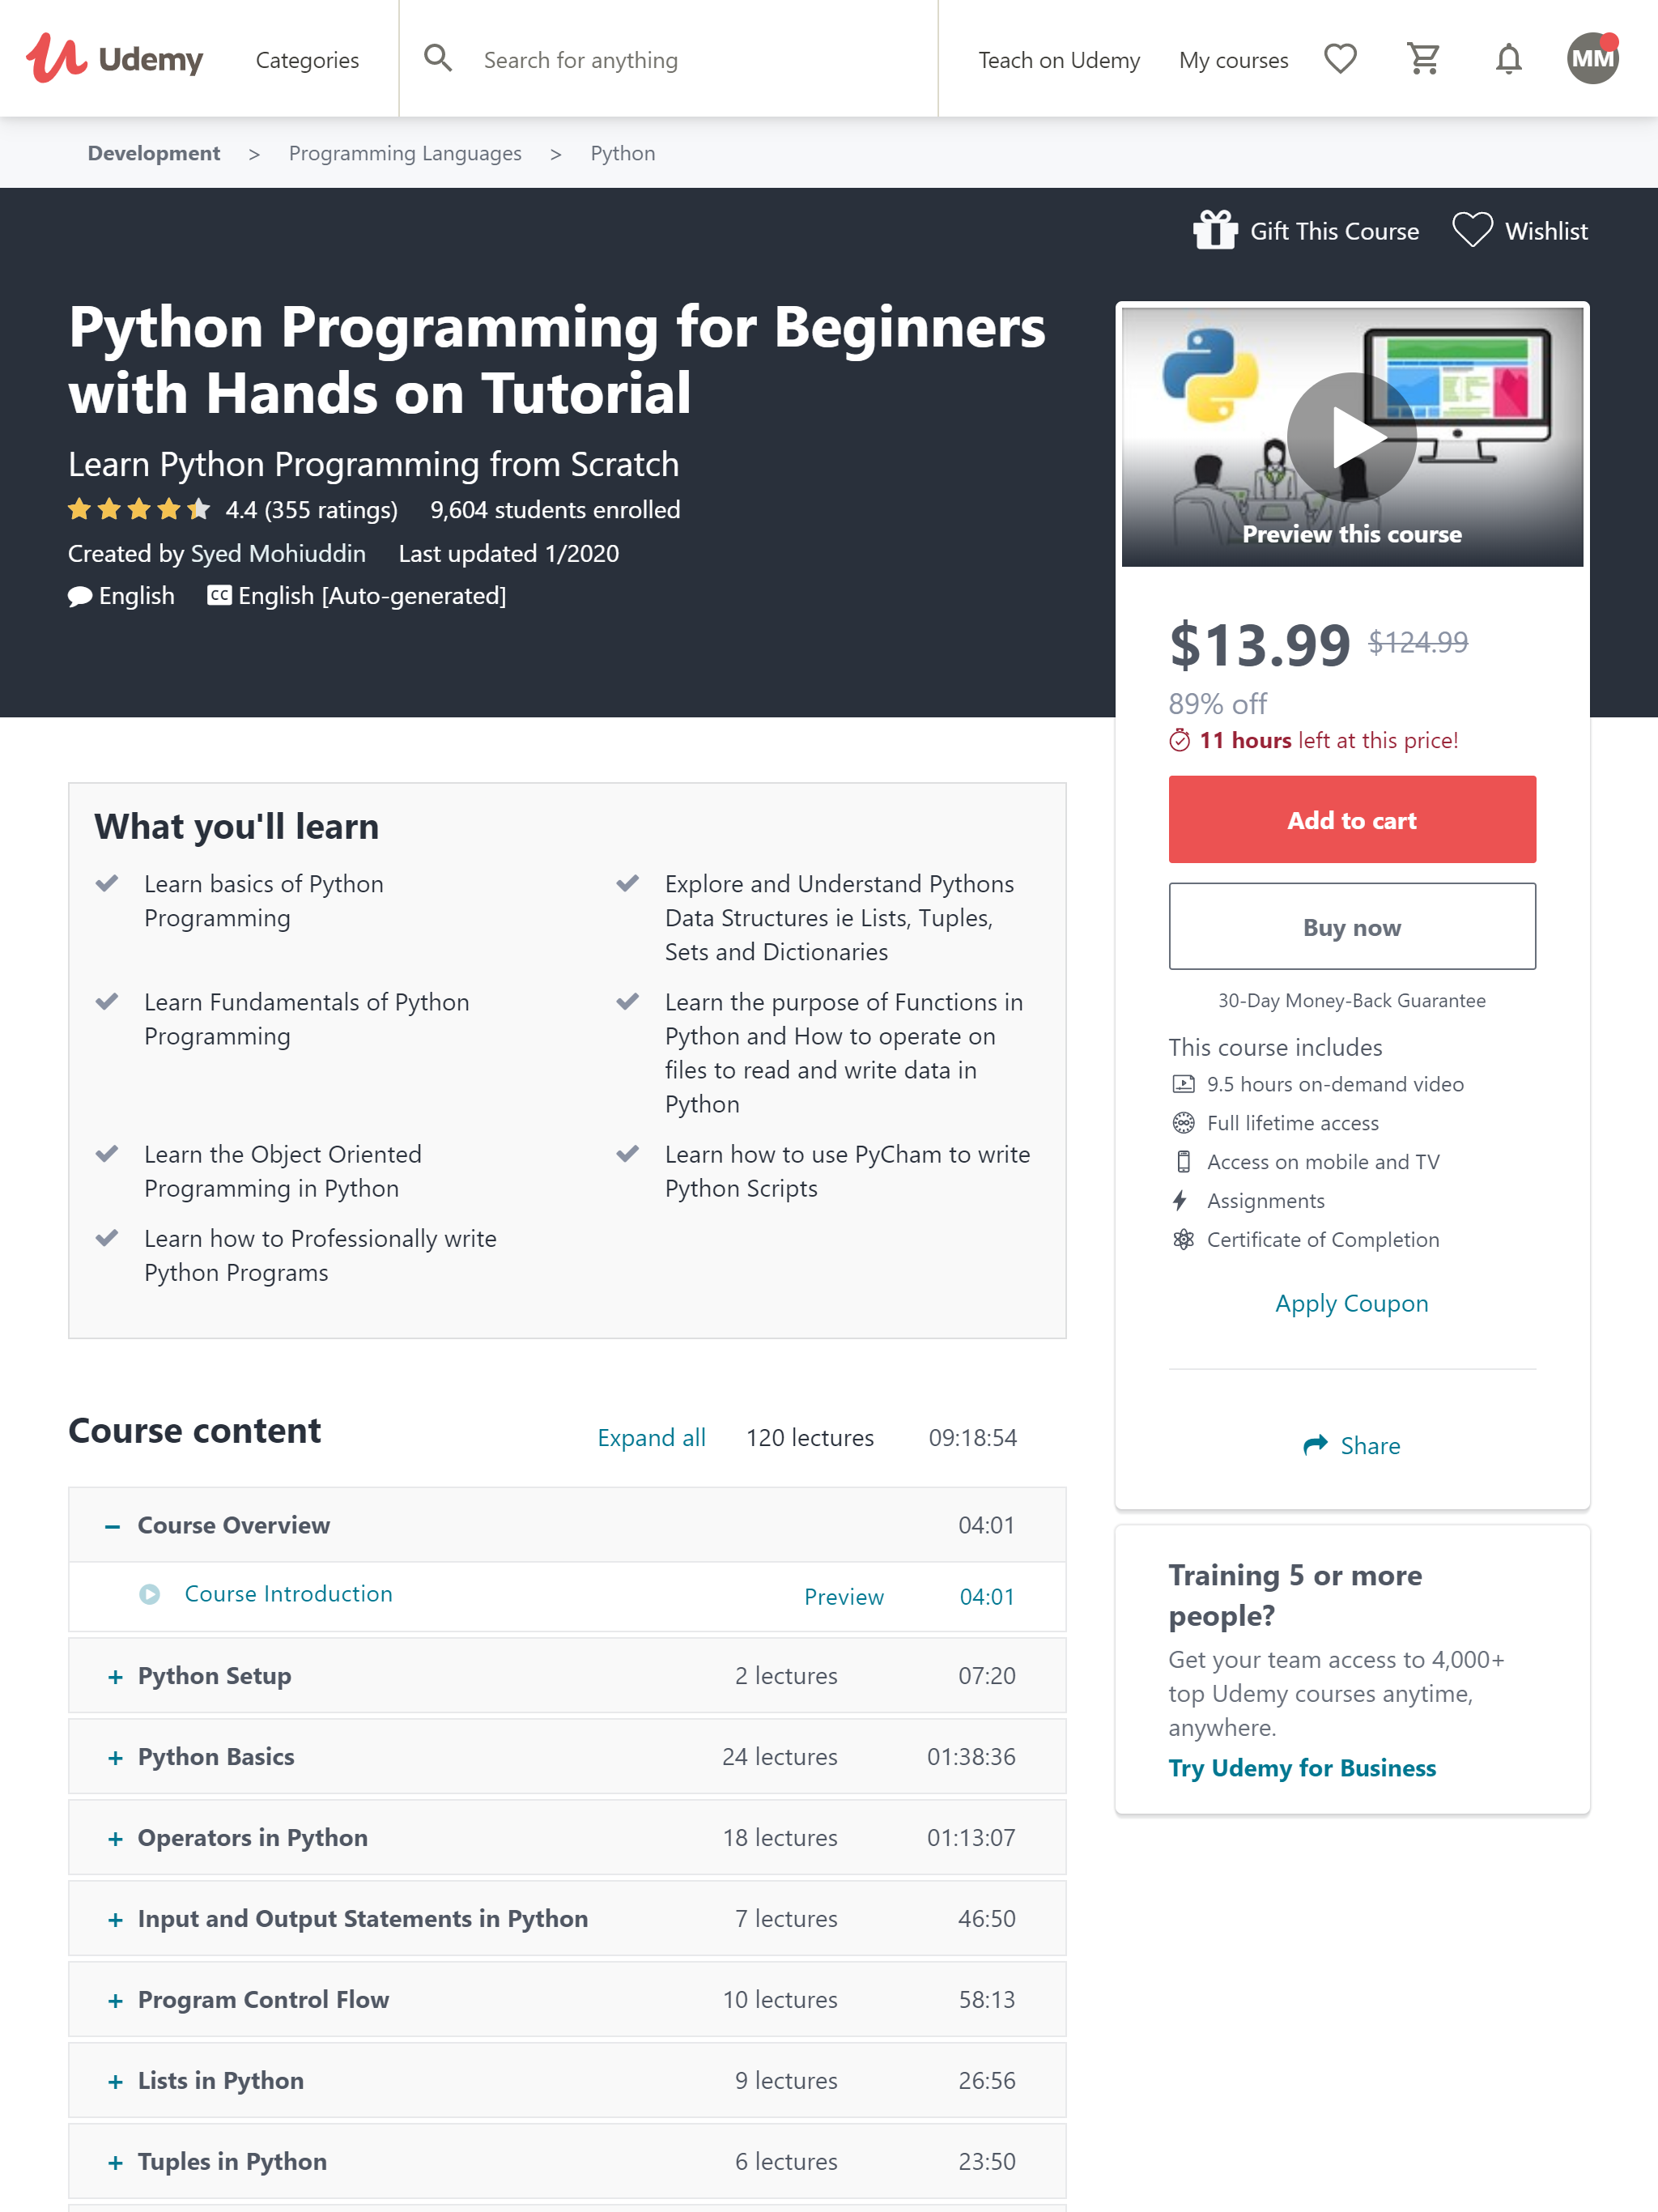 Udemy
Categories
Search for anything
Teach on Udemy
My courses
MM
Development > Programming Languages > Python
Gift This Course
Wishlist
Python Programming for Beginners
with Hands on Tutorial
Learn Python Programming from Scratch
4.4 (355 ratings) 9,604 students enrolled
Created by Syed Mohiuddin Last updated 1/2020
English CC English [Auto-generated]
Preview this course
$13.99 $124.99
89% off
11 hours left at this price!
Add to cart
Buy now
30-Day Money-Back Guarantee
This course includes
9.5 hours on-demand video
Full lifetime access
Access on mobile and TV
Assignments
Certificate of Completion
Apply Coupon
Share
Training 5 or more
people?
Get your team access to 4,000+
top Udemy courses anytime,
anywhere.
Try Udemy for Business
What you'll learn
Learn basics of Python
Programming
Explore and Understand Pythons
Data Structures ie Lists, Tuples,
Sets and Dictionaries
Learn Fundamentals of Python
Programming
Learn the purpose of Functions in
Python and How to operate on
files to read and write data in
Python
Learn the Object Oriented
Programming in Python
Learn how to use PyCham to write
Python Scripts
Learn how to Professionally write
Python Programs
Course content Expand all 120 lectures 09:18:54
− Course Overview 04:01
Course Introduction Preview 04:01
+ Python Setup 2 lectures 07:20
+ Python Basics 24 lectures 01:38:36
+ Operators in Python 18 lectures 01:13:07
+ Input and Output Statements in Python 7 lectures 46:50
+ Program Control Flow 10 lectures 58:13
+ Lists in Python 9 lectures 26:56
+ Tuples in Python 6 lectures 23:50